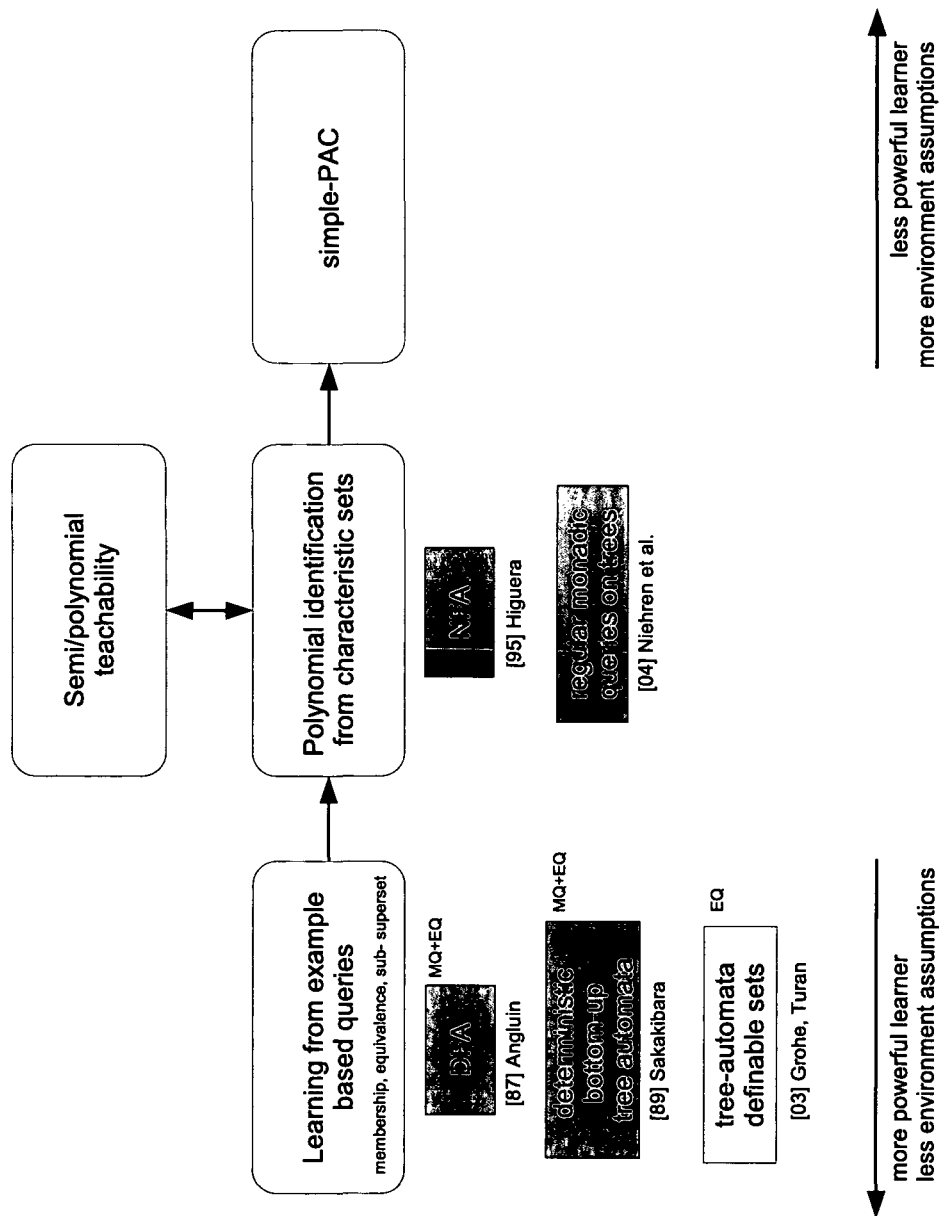 Semi/polynomial
teachability
Learning from example
based queries
membership, equivalence, sub- superset
Polynomial identification
from characteristic sets
simple-PAC
DFA
MQ+EQ
[87] Angluin
NFA
[95] Higuera
deterministic
bottom-up
tree automata
MQ+EQ
[89] Sakakibara
regular monadic
queries on trees
[04] Niehren et al.
tree-automata
definable sets
EQ
[03] Grohe, Turan
more powerful learner
less environment assumptions
less powerful learner
more environment assumptions